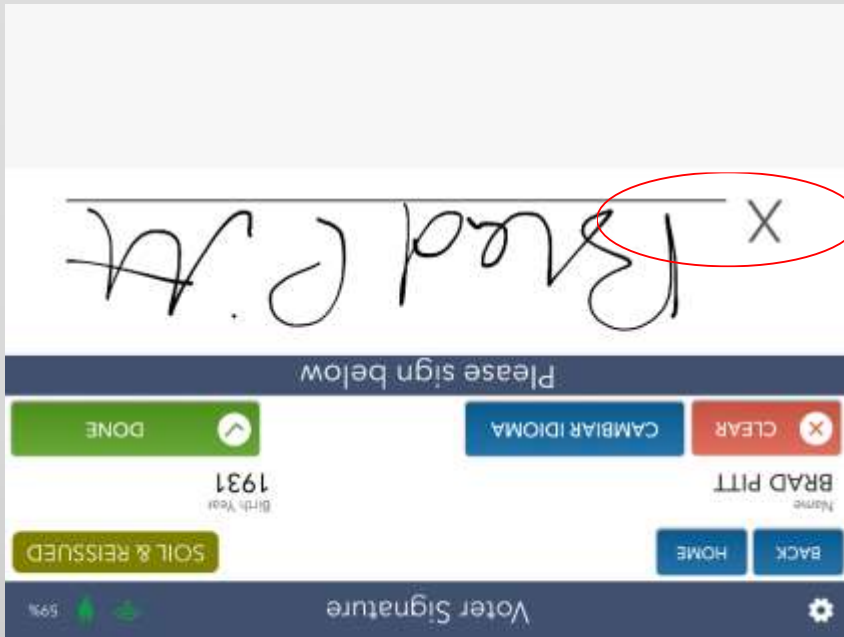 Voter Signature 59%
BACK HOME SOIL & REISSUED
Name Birth Year
BRAD PITT 1931
CLEAR CAMBIAR IDIOMA DONE
Please sign below
X Brad Pitt